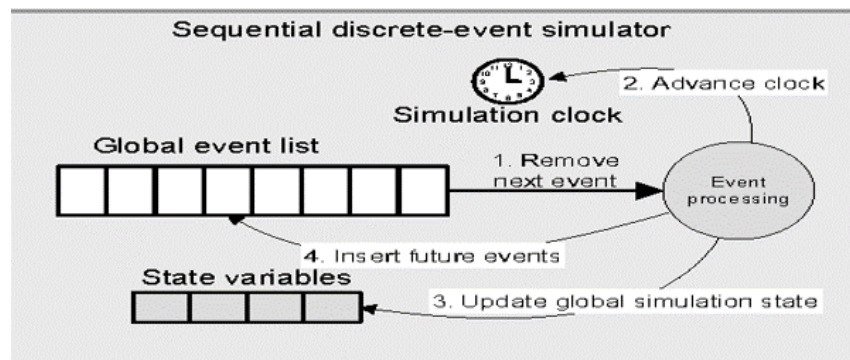 Sequential discrete-event simulator
2. Advance clock
Simulation clock
Global event list
1. Remove
next event
Event
processing
4. Insert future events
State variables
3. Update global simulation state